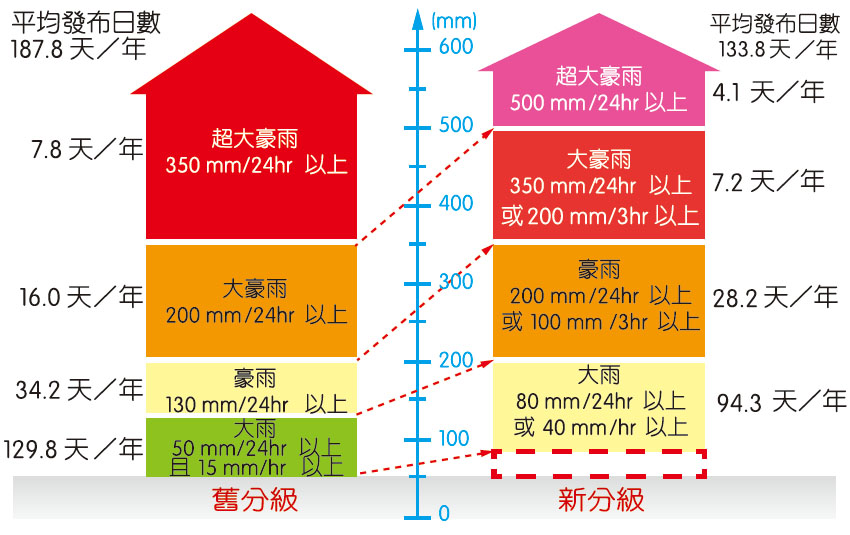 平均發布日數
187.8 天／年
7.8 天／年
16.0 天／年
34.2 天／年
129.8 天／年
超大豪雨
350 mm/24hr 以上
大豪雨
200 mm/24hr 以上
豪雨
130 mm/24hr 以上
大雨
50 mm/24hr 以上
且 15 mm/hr 以上
舊分級
(mm)
600
500
400
300
200
100
0
超大豪雨
500 mm/24hr 以上
大豪雨
350 mm/24hr 以上
或 200 mm/3hr 以上
豪雨
200 mm/24hr 以上
或 100 mm /3hr 以上
大雨
80 mm/24hr 以上
或 40 mm/hr 以上
新分級
平均發布日數
133.8 天／年
4.1 天／年
7.2 天／年
28.2 天／年
94.3 天／年